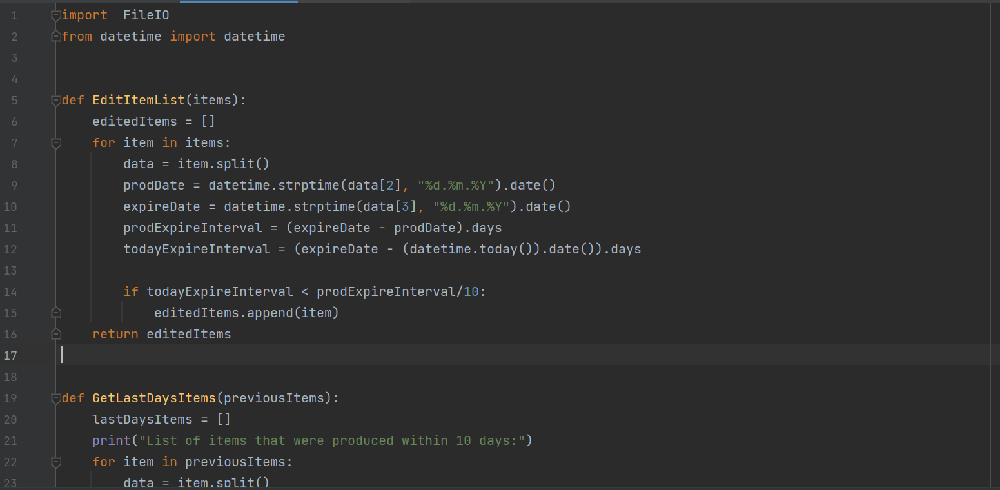 1 import  FileIO
2 from datetime import datetime
3
4
5 def EditItemList(items):
6     editedItems = []
7     for item in items:
8         data = item.split()
9         prodDate = datetime.strptime(data[2], "%d.%m.%Y").date()
10         expireDate = datetime.strptime(data[3], "%d.%m.%Y").date()
11         prodExpireInterval = (expireDate - prodDate).days
12         todayExpireInterval = (expireDate - (datetime.today()).date()).days
13
14         if todayExpireInterval < prodExpireInterval/10:
15             editedItems.append(item)
16     return editedItems
17
18
19 def GetLastDaysItems(previousItems):
20     lastDaysItems = []
21     print("List of items that were produced within 10 days:")
22     for item in previousItems:
23         data = item.split()